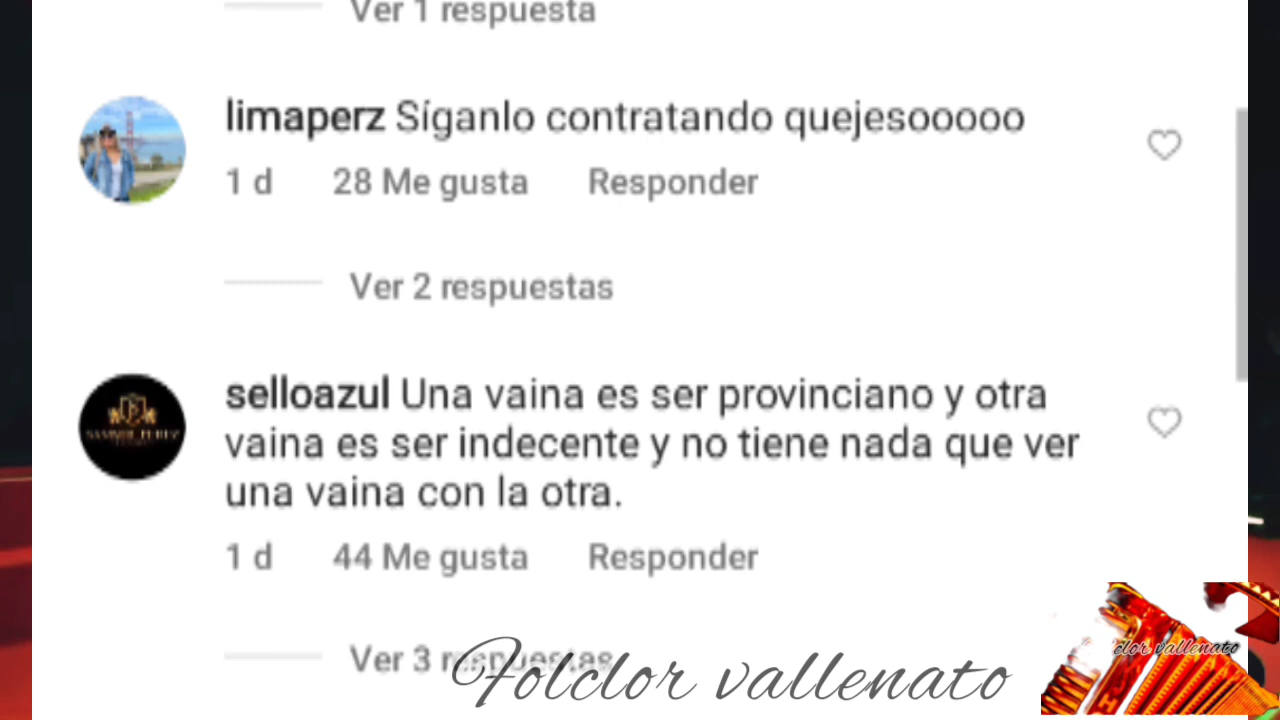 Ver 1 respuesta
limaperz Síganlo contratando quejesooooo
1 d 28 Me gusta Responder
Ver 2 respuestas
selloazul Una vaina es ser provinciano y otra
vaina es ser indecente y no tiene nada que ver
una vaina con la otra.
1 d 44 Me gusta Responder
Ver 3 respuestas
Folclor vallenato
clor vallenato